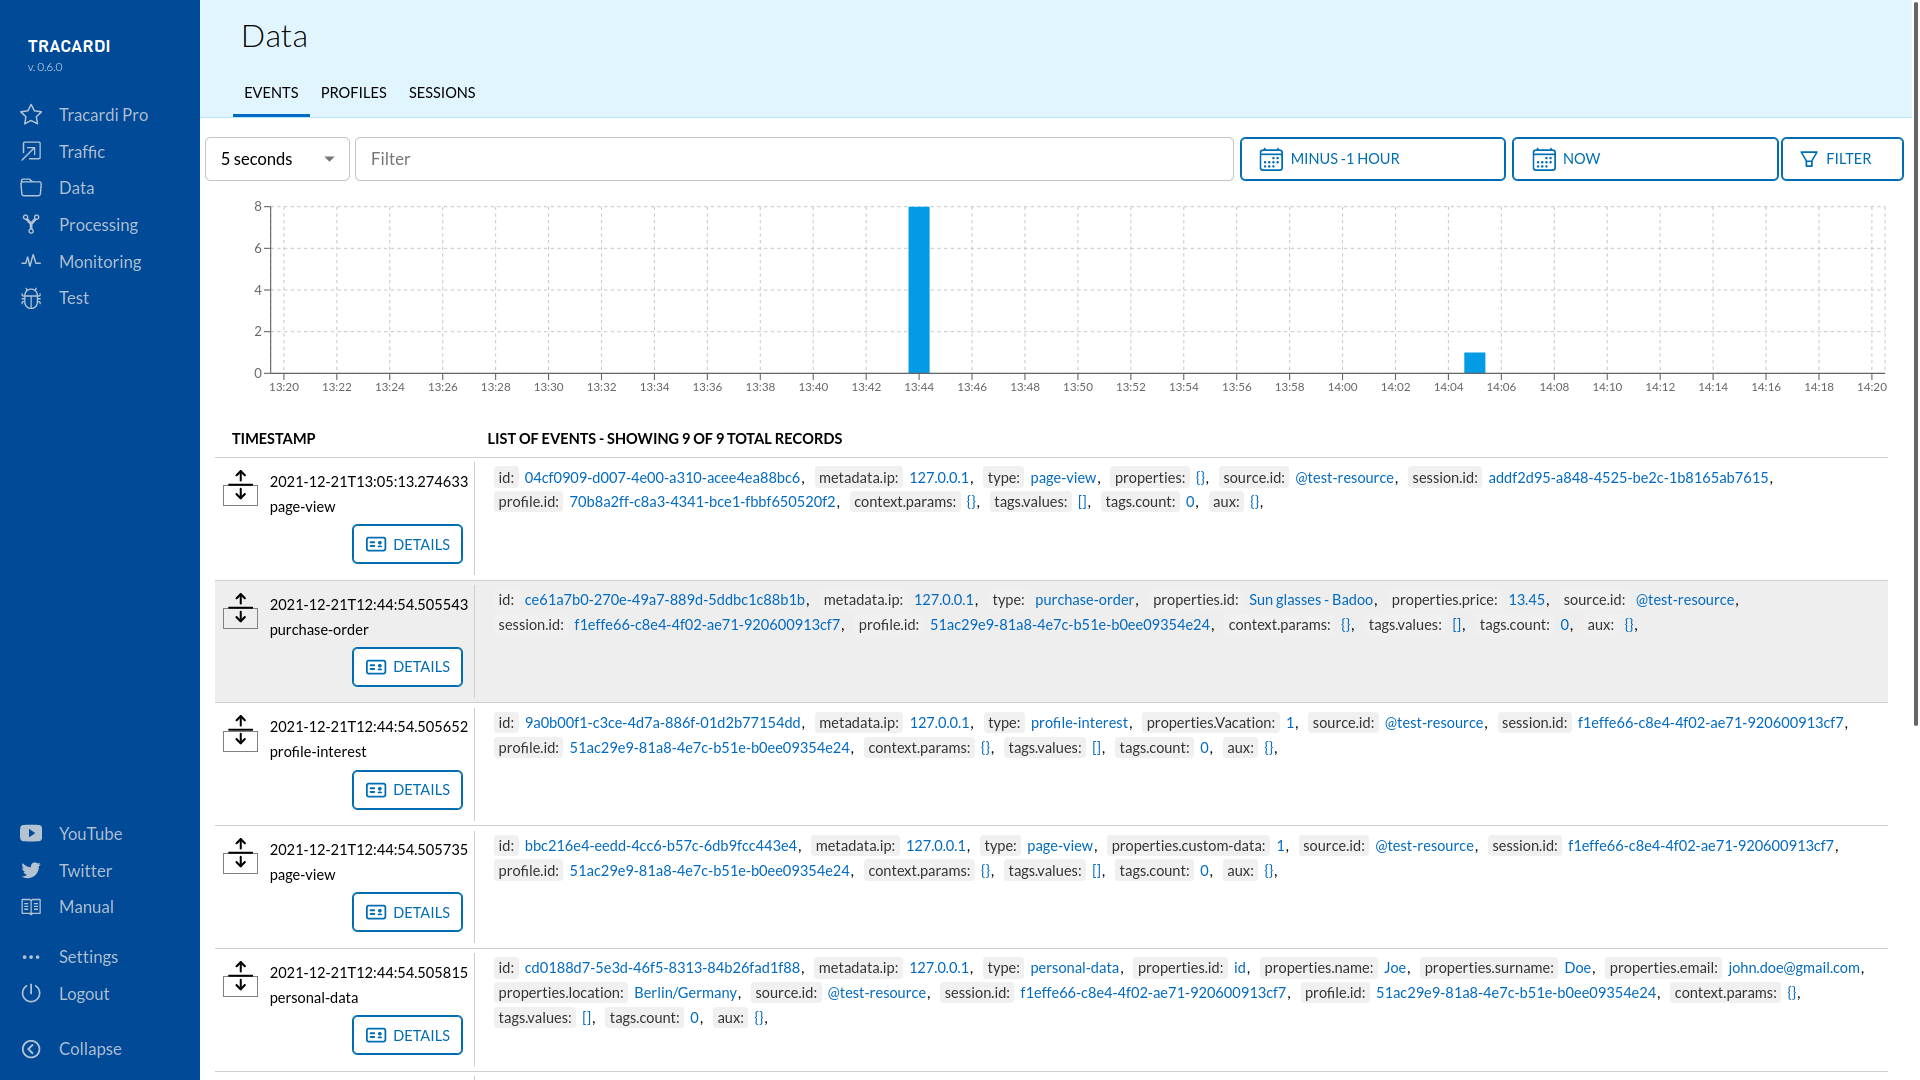 TRACARDI
v. 0.6.0
Tracardi Pro
Traffic
Data
Processing
Monitoring
Test
YouTube
Twitter
Manual
Settings
Logout
Collapse
Data
EVENTS PROFILES SESSIONS
5 seconds Filter MINUS -1 HOUR NOW FILTER
8
6
4
2
0
13:20 13:22 13:24 13:26 13:28 13:30 13:32 13:34 13:36 13:38 13:40 13:42 13:44 13:46 13:48 13:50 13:52 13:54 13:56 13:58 14:00 14:02 14:04 14:06 14:08 14:10 14:12 14:14 14:16 14:18 14:20
TIMESTAMP LIST OF EVENTS - SHOWING 9 OF 9 TOTAL RECORDS
2021-12-21T13:05:13.274633
page-view
DETAILS
id: 04cf0909-d007-4e00-a310-acee4ea88bc6, metadata.ip: 127.0.0.1, type: page-view, properties: {}, source.id: @test-resource, session.id: addf2d95-a848-4525-be2c-1b8165ab7615,
profile.id: 70b8a2ff-c8a3-4341-bce1-fbbf650520f2, context.params: {}, tags.values: [], tags.count: 0, aux: {},
2021-12-21T12:44:54.505543
purchase-order
DETAILS
id: ce61a7b0-270e-49a7-889d-5ddbc1c88b1b, metadata.ip: 127.0.0.1, type: purchase-order, properties.id: Sun glasses - Badoo, properties.price: 13.45, source.id: @test-resource,
session.id: f1effe66-c8e4-4f02-ae71-920600913cf7, profile.id: 51ac29e9-81a8-4e7c-b51e-b0ee09354e24, context.params: {}, tags.values: [], tags.count: 0, aux: {},
2021-12-21T12:44:54.505652
profile-interest
DETAILS
id: 9a0b00f1-c3ce-4d7a-886f-01d2b77154dd, metadata.ip: 127.0.0.1, type: profile-interest, properties.Vacation: 1, source.id: @test-resource, session.id: f1effe66-c8e4-4f02-ae71-920600913cf7,
profile.id: 51ac29e9-81a8-4e7c-b51e-b0ee09354e24, context.params: {}, tags.values: [], tags.count: 0, aux: {},
2021-12-21T12:44:54.505735
page-view
DETAILS
id: bbc216e4-eedd-4cc6-b57c-6db9fcc443e4, metadata.ip: 127.0.0.1, type: page-view, properties.custom-data: 1, source.id: @test-resource, session.id: f1effe66-c8e4-4f02-ae71-920600913cf7,
profile.id: 51ac29e9-81a8-4e7c-b51e-b0ee09354e24, context.params: {}, tags.values: [], tags.count: 0, aux: {},
2021-12-21T12:44:54.505815
personal-data
DETAILS
id: cd0188d7-5e3d-46f5-8313-84b26fad1f88, metadata.ip: 127.0.0.1, type: personal-data, properties.id: id, properties.name: Joe, properties.surname: Doe, properties.email: john.doe@gmail.com,
properties.location: Berlin/Germany, source.id: @test-resource, session.id: f1effe66-c8e4-4f02-ae71-920600913cf7, profile.id: 51ac29e9-81a8-4e7c-b51e-b0ee09354e24, context.params: {},
tags.values: [], tags.count: 0, aux: {},